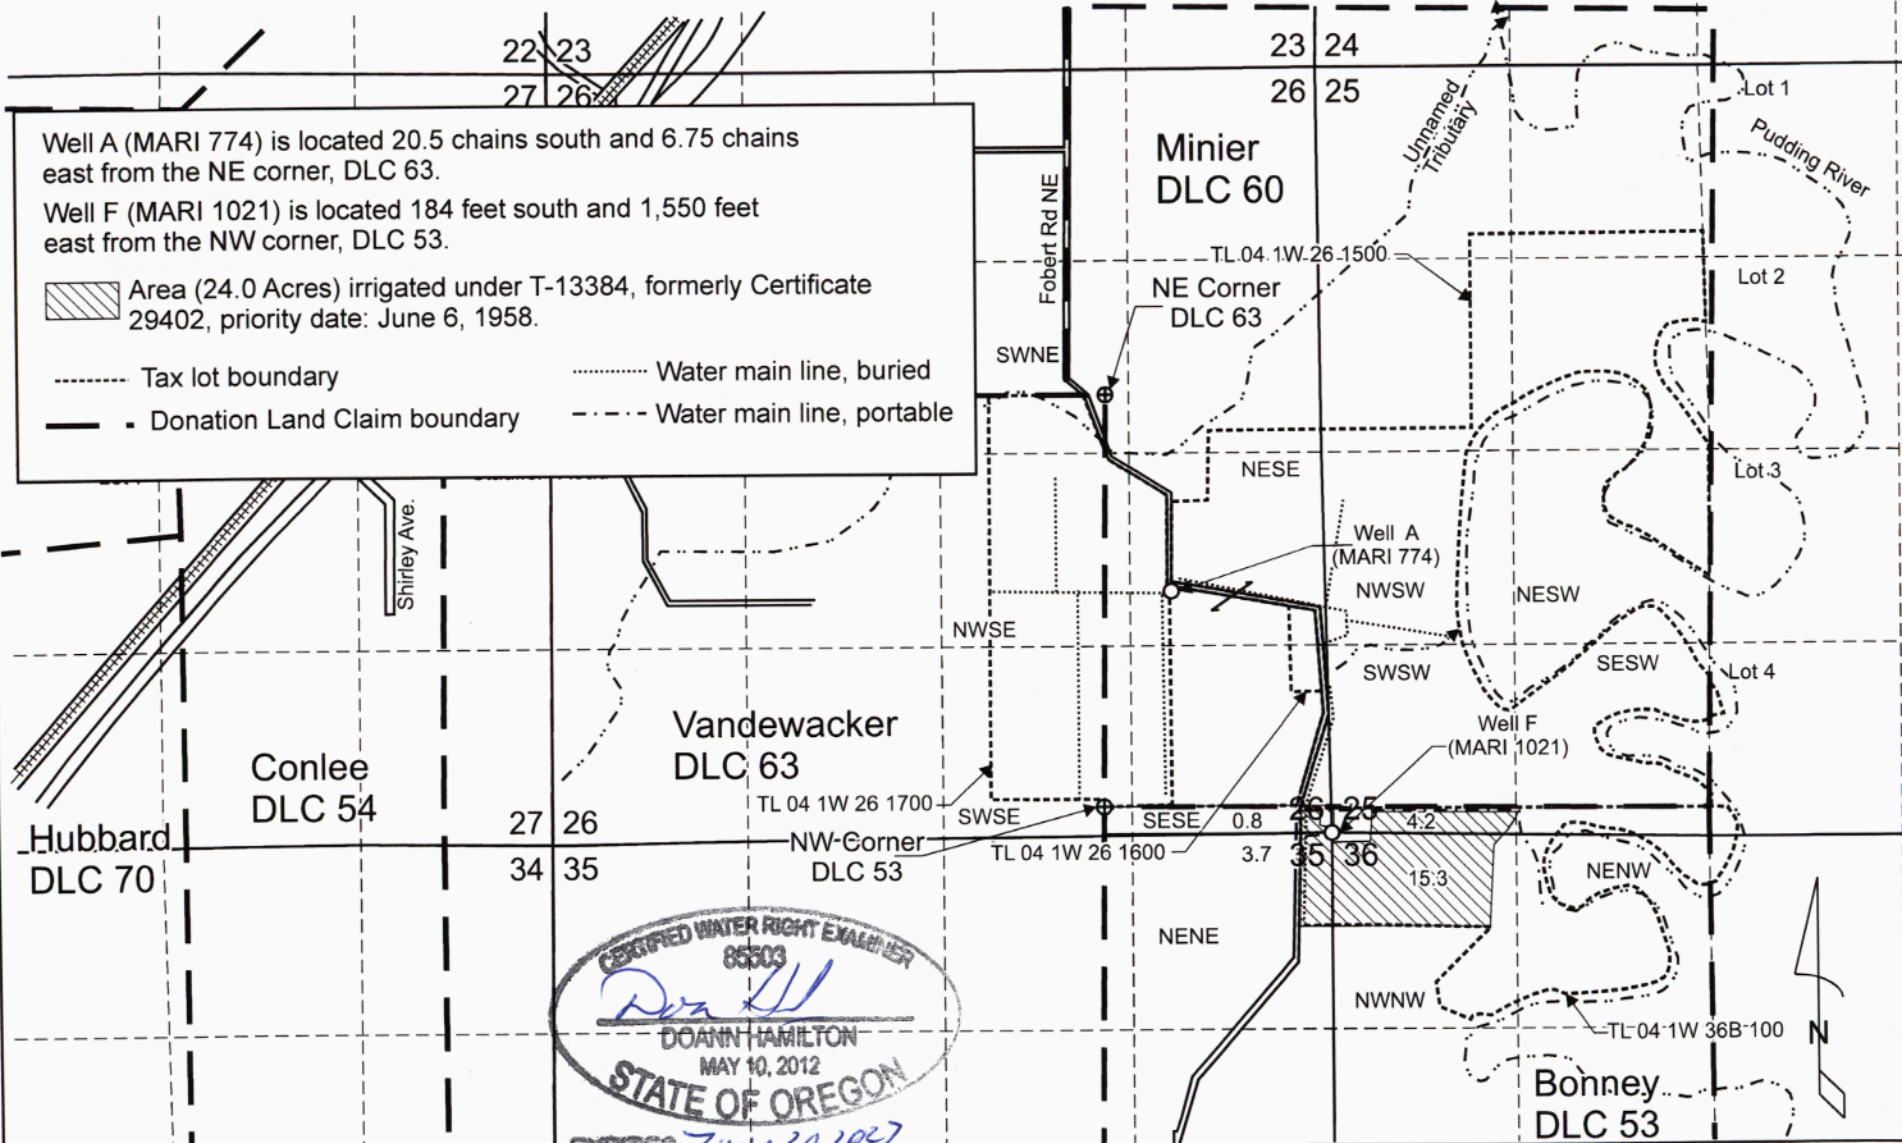 22 23
27 26
23 24
26 25
Lot 1
Pudding River
Unnamed
Tributary
Minier
DLC 60
Well A (MARI 774) is located 20.5 chains south and 6.75 chains
east from the NE corner, DLC 63.
Well F (MARI 1021) is located 184 feet south and 1,550 feet
east from the NW corner, DLC 53.
Area (24.0 Acres) irrigated under T-13384, formerly Certificate
29402, priority date: June 6, 1958.
Tax lot boundary
Water main line, buried
Donation Land Claim boundary
Water main line, portable
Fobert Rd NE
TL 04 1W 26 1500
Lot 2
NE Corner
DLC 63
SWNE
NESE
Lot 3
Shirley Ave.
Well A
(MARI 774)
NWSW
NESW
NWSE
SWSW
SESW
Lot 4
Vandewacker
DLC 63
Well F
(MARI 1021)
Conlee
DLC 54
TL 04 1W 26 1700
SWSE
SESE
0.8
26 25
4.2
Hubbard
DLC 70
27 26
34 35
NW Corner
DLC 53
TL 04 1W 26 1600
3.7
35 36
15.3
NENW
NENE
CERTIFIED WATER RIGHT EXAMINER
85503
DOANN HAMILTON
MAY 10, 2012
STATE OF OREGON
NWNW
TL 04 1W 36B 100
N
Bonney
DLC 53